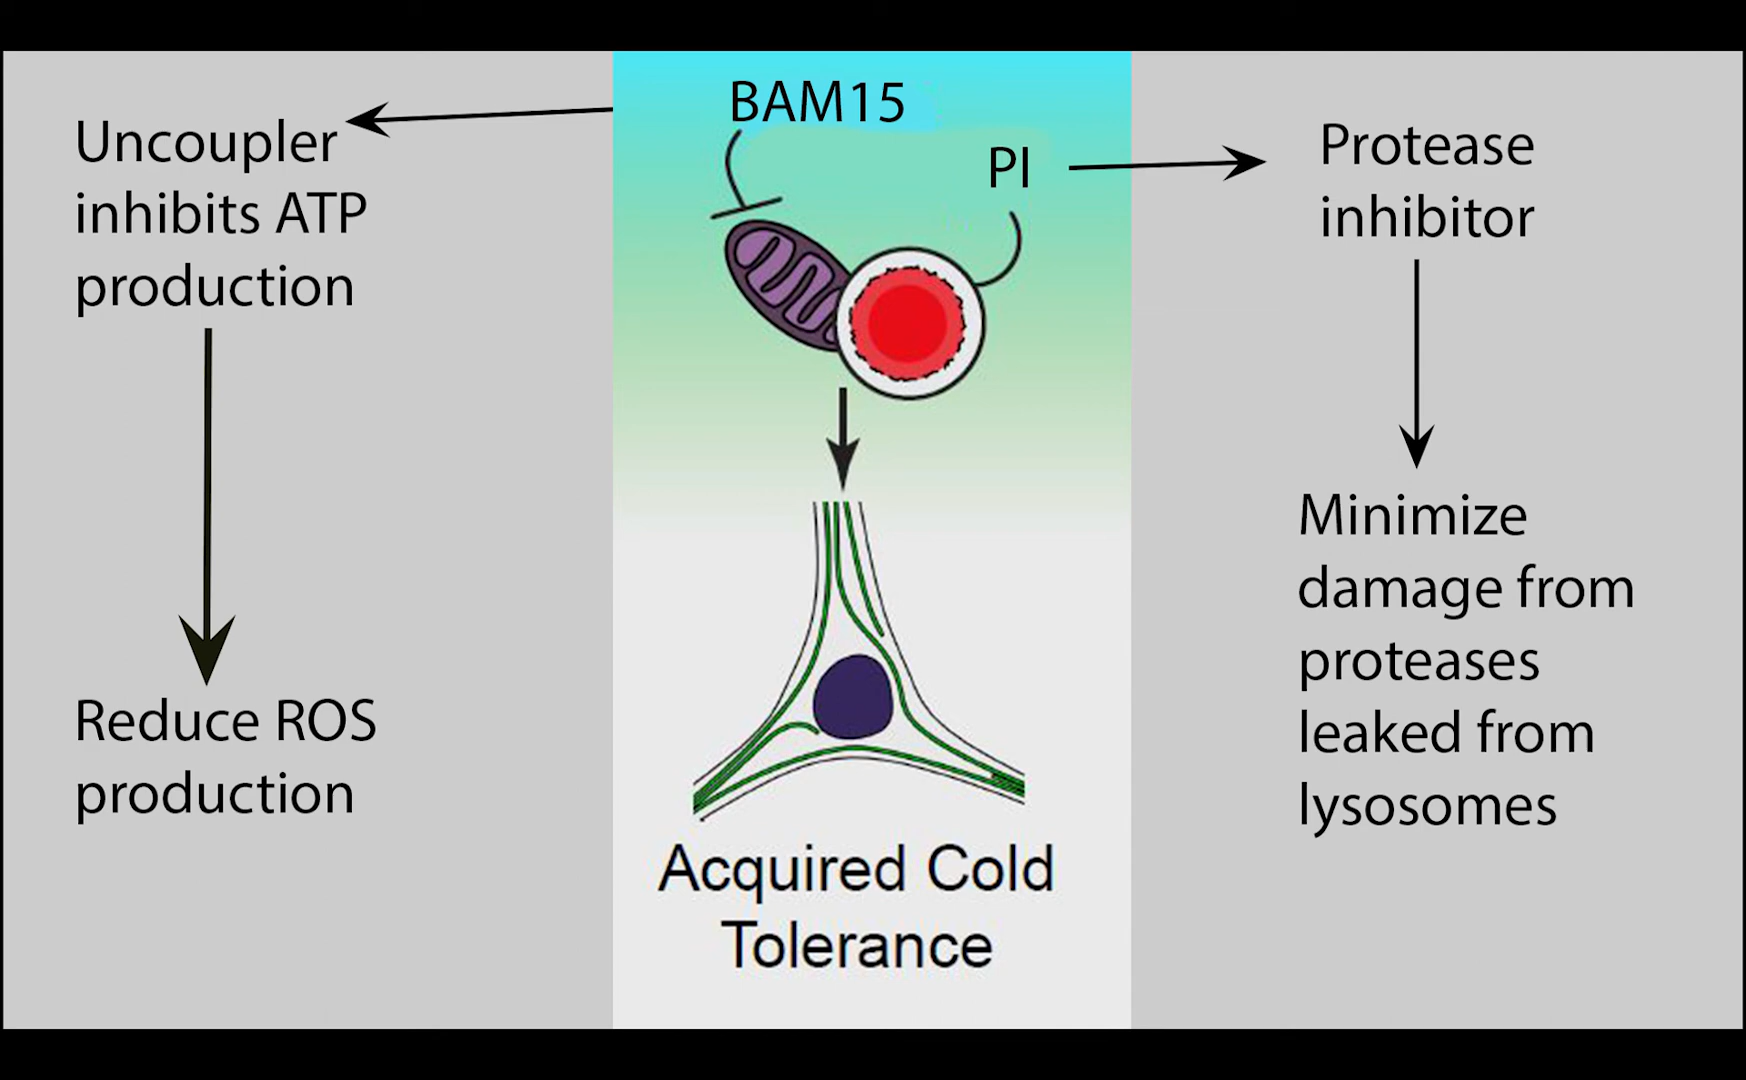 BAM15
PI
Uncoupler
inhibits ATP
production
Reduce ROS
production
Protease
inhibitor
Minimize
damage from
proteases
leaked from
lysosomes
Acquired Cold
Tolerance